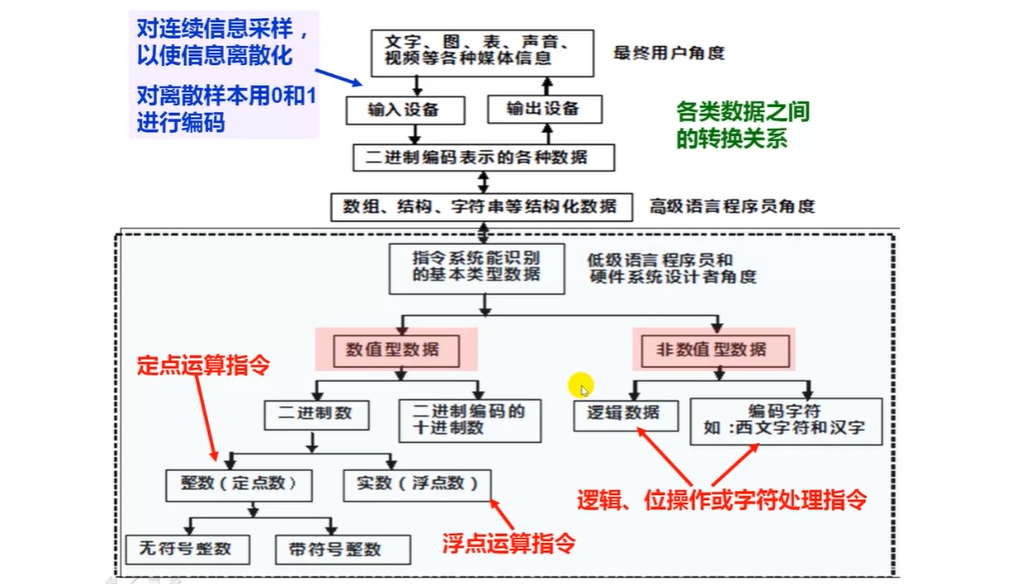 对连续信息采样，
以使信息离散化
对离散样本用0和1
进行编码
文字、图、表、声音、
视频等各种媒体信息
最终用户角度
输入设备
输出设备
各类数据之间
的转换关系
二进制编码表示的各种数据
数组、结构、字符串等结构化数据
高级语言程序员角度
指令系统能识别
的基本类型数据
低级语言程序员和
硬件系统设计者角度
数值型数据
非数值型数据
定点运算指令
二进制数
二进制编码的
十进制数
逻辑数据
编码字符
如：西文字符和汉字
整数（定点数）
实数（浮点数）
逻辑、位操作或字符处理指令
无符号整数
带符号整数
浮点运算指令